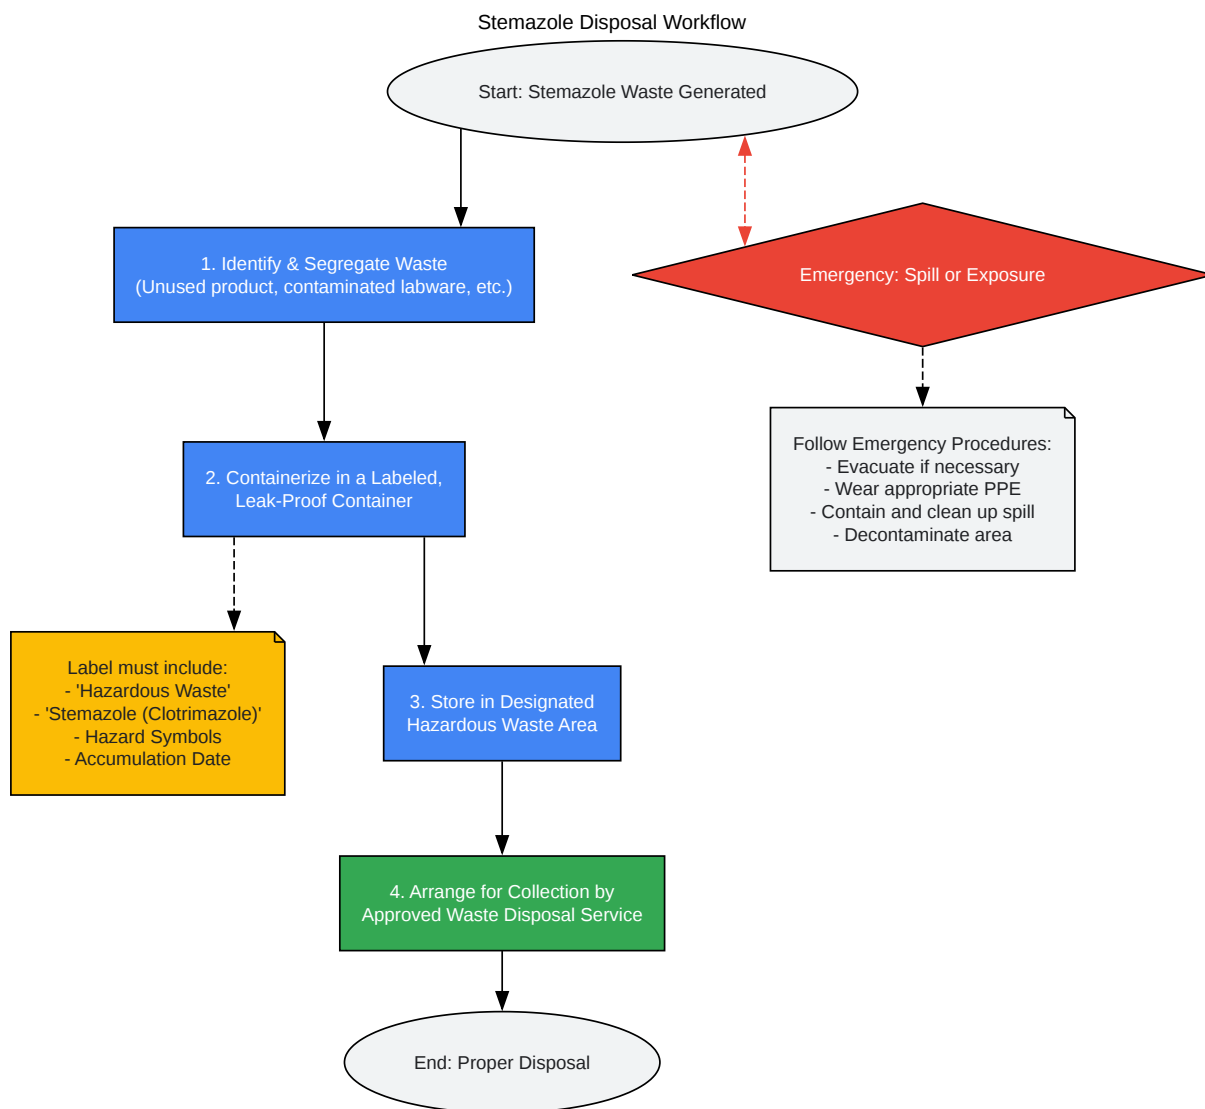 Stemazole Disposal Workflow
Start: Stemazole Waste Generated
Emergency: Spill or Exposure
1. Identify & Segregate Waste
(Unused product, contaminated labware, etc.)
Follow Emergency Procedures:
- Evacuate if necessary
- Wear appropriate PPE
- Contain and clean up spill
- Decontaminate area
2. Containerize in a Labeled,
Leak-Proof Container
Label must include:
- 'Hazardous Waste'
- 'Stemazole (Clotrimazole)'
- Hazard Symbols
- Accumulation Date
3. Store in Designated
Hazardous Waste Area
4. Arrange for Collection by
Approved Waste Disposal Service
End: Proper Disposal